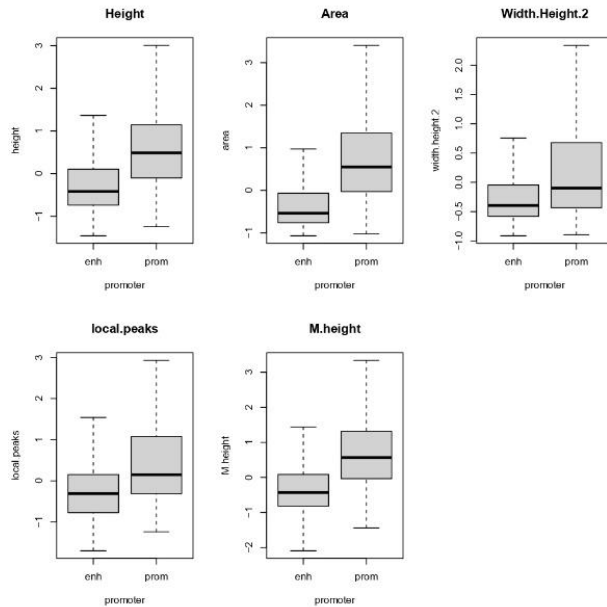 Height
height
3
2
1
0
-1
enh
prom
promoter
Area
area
3
2
1
0
-1
enh
prom
promoter
Width.Height.2
width.height.2
2.0
1.5
1.0
0.5
0.0
-0.5
-1.0
enh
prom
promoter
local.peaks
local.peaks
3
2
1
0
-1
enh
prom
promoter
M.height
M.height
3
2
1
0
-1
-2
enh
prom
promoter